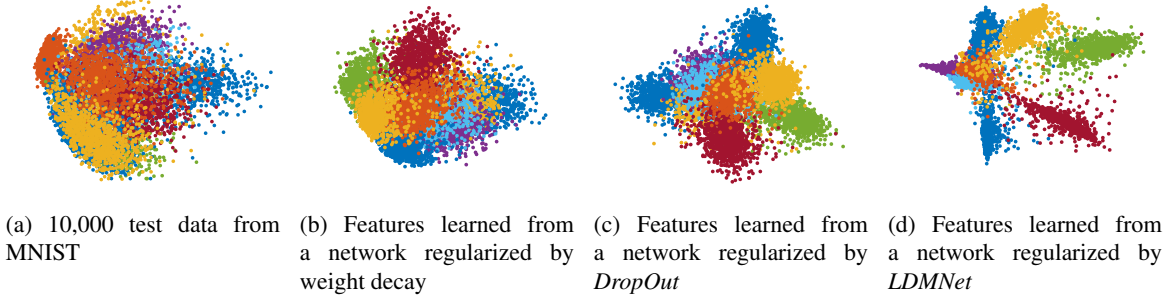 (a) 10,000 test data from
MNIST
(b) Features learned from
a network regularized by
weight decay
(c) Features learned from
a network regularized by
DropOut
(d) Features learned from
a network regularized by
LDMNet